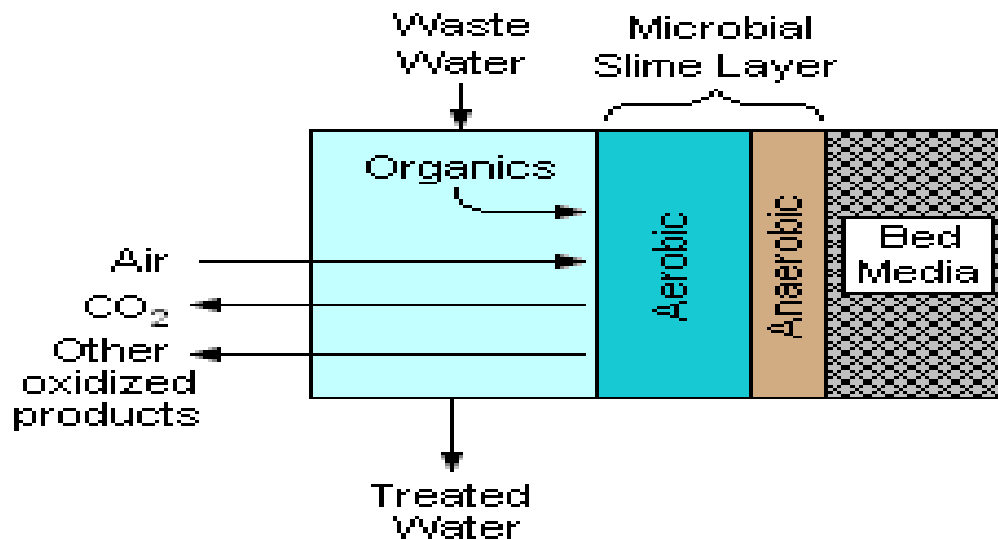 Waste
Water
Microbial
Slime Layer
Organics
Air
CO₂
Other
oxidized
products
Aerobic
Anaerobic
Bed
Media
Treated
Water